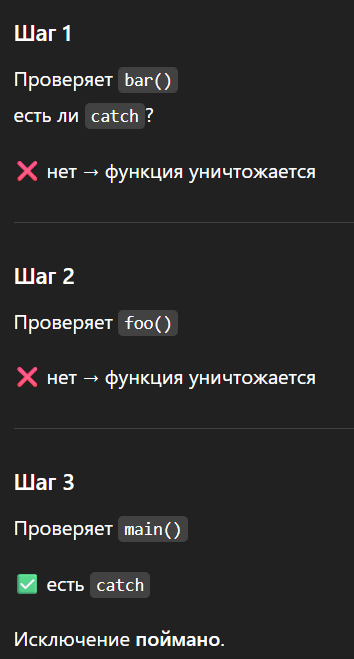 Шаг 1
Проверяет bar()
есть ли catch?
❌ нет → функция уничтожается
Шаг 2
Проверяет foo()
❌ нет → функция уничтожается
Шаг 3
Проверяет main()
✅ есть catch
Исключение поймано.